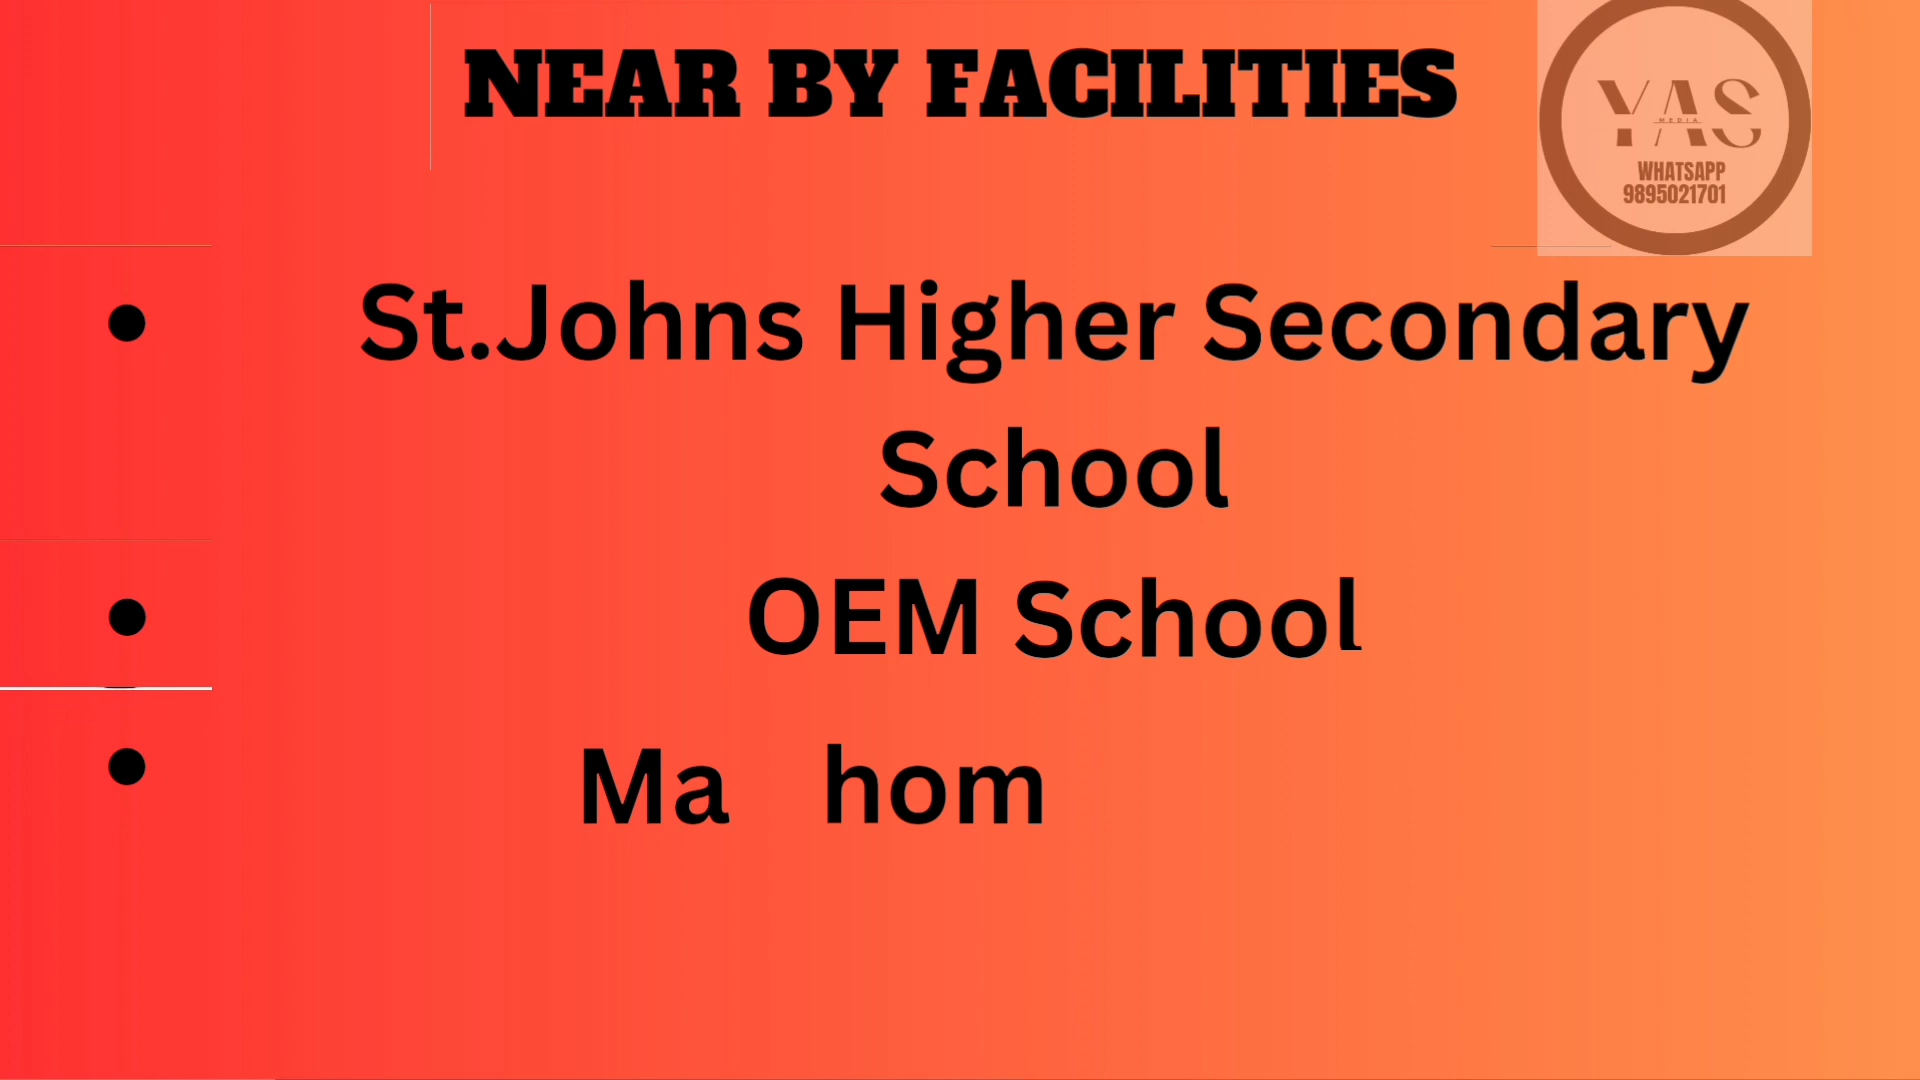 NEAR BY FACILITIES
YAS
MEDIA
WHATSAPP
9895021701
St.Johns Higher Secondary
School
OEM School
Ma hom